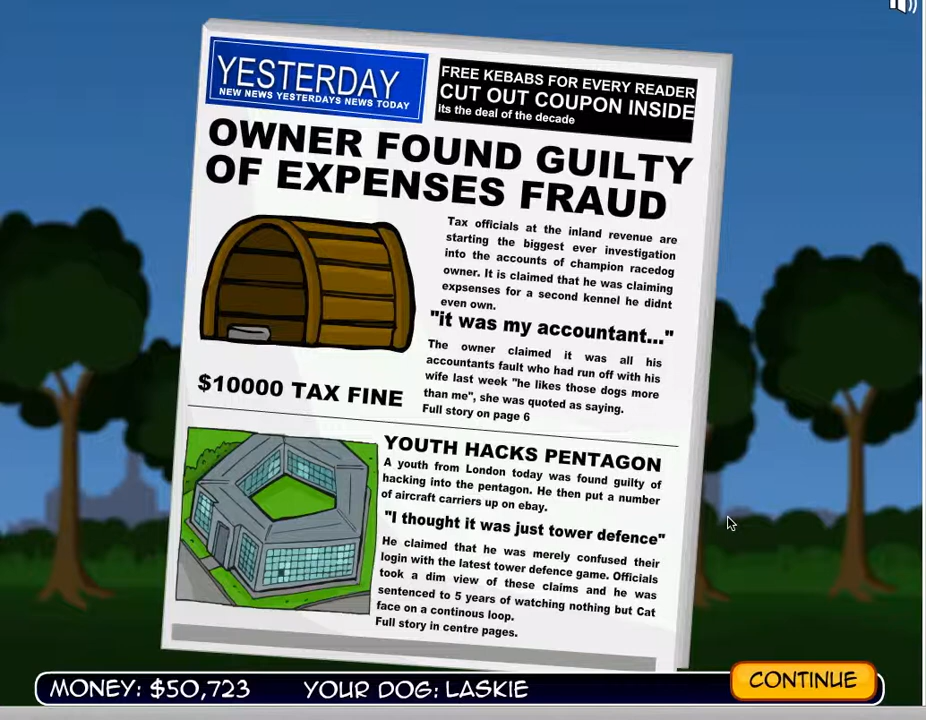 YESTERDAY
NEW NEWS YESTERDAYS NEWS TODAY
FREE KEBABS FOR EVERY READER
CUT OUT COUPON INSIDE
its the deal of the decade
OWNER FOUND GUILTY
OF EXPENSES FRAUD
Tax officials at the inland revenue are
starting the biggest ever investigation
into the accounts of champion racedog
owner. It is claimed that he was claiming
expsenses for a second kennel he didnt
even own.
"it was my accountant..."
The owner claimed it was all his
accountants fault who had run off with his
wife last week "he likes those dogs more
than me", she was quoted as saying.
Full story on page 6
$10000 TAX FINE
YOUTH HACKS PENTAGON
A youth from London today was found guilty of
hacking into the pentagon. He then put a number
of aircraft carriers up on ebay.
"I thought it was just tower defence"
He claimed that he was merely confused their
login with the latest tower defence game. Officials
took a dim view of these claims and he was
sentenced to 5 years of watching nothing but Cat
face on a continous loop.
Full story in centre pages.
MONEY: $50,723
YOUR DOG: LASKIE
CONTINUE